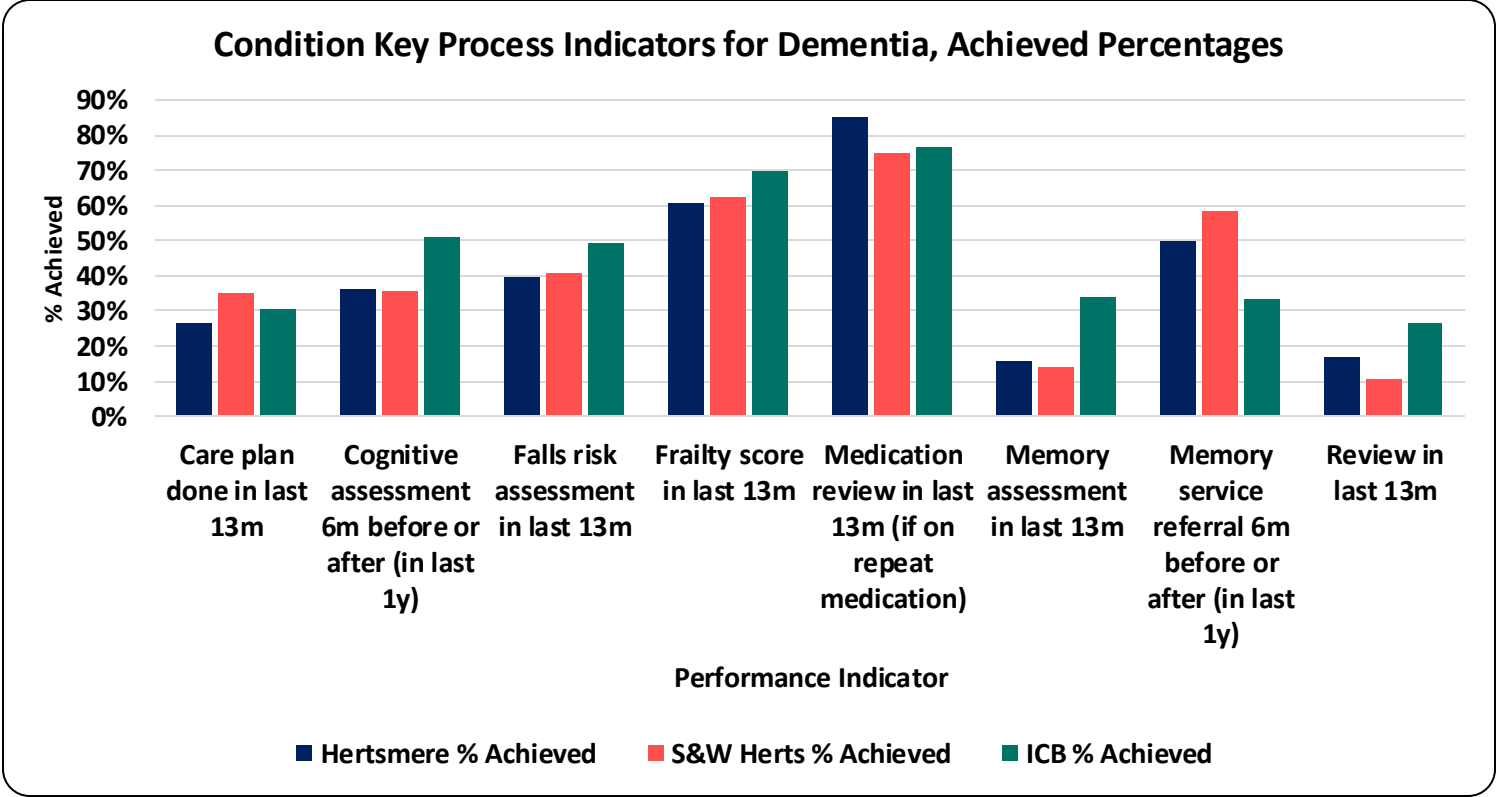 Condition Key Process Indicators for Dementia, Achieved Percentages
% Achieved
90%
80%
70%
60%
50%
40%
30%
20%
10%
0%
Care plan
done in last
13m
Cognitive
assessment
6m before or
after (in last
1y)
Falls risk
assessment
in last 13m
Frailty score
in last 13m
Medication
review in last
13m (if on
repeat
medication)
Memory
assessment
in last 13m
Memory
service
referral 6m
before or
after (in last
1y)
Review in
last 13m
Performance Indicator
Hertsmere % Achieved
S&W Herts % Achieved
ICB % Achieved